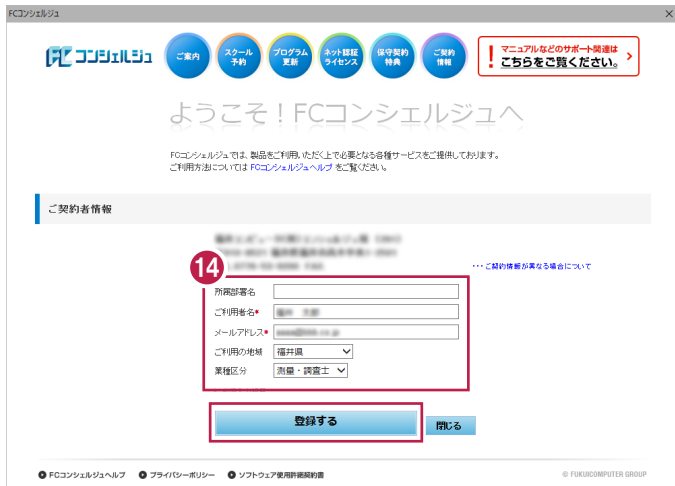 FCコンシェルジュ
×
FC コンシェルジュ
ご案内
スクール
予約
プログラム
更新
ネット認証
ライセンス
保守契約
特典
ご契約
情報
! マニュアルなどのサポート関連は
こちらをご覧ください。 >
ようこそ！FCコンシェルジュへ
FCコンシェルジュでは、製品をご利用いただく上で必要となる各種サービスをご提供しております。
ご利用方法については FCコンシェルジュヘルプ をご覧ください。
ご契約者情報
・・・ご契約情報が異なる場合について
14
所属部署名
ご利用者名*
メールアドレス*
ご利用の地域 福井県
業種区分 測量・調査士
登録する
閉じる
FCコンシェルジュヘルプ プライバシーポリシー ソフトウェア使用許諾契約書
© FUKUICOMPUTER GROUP